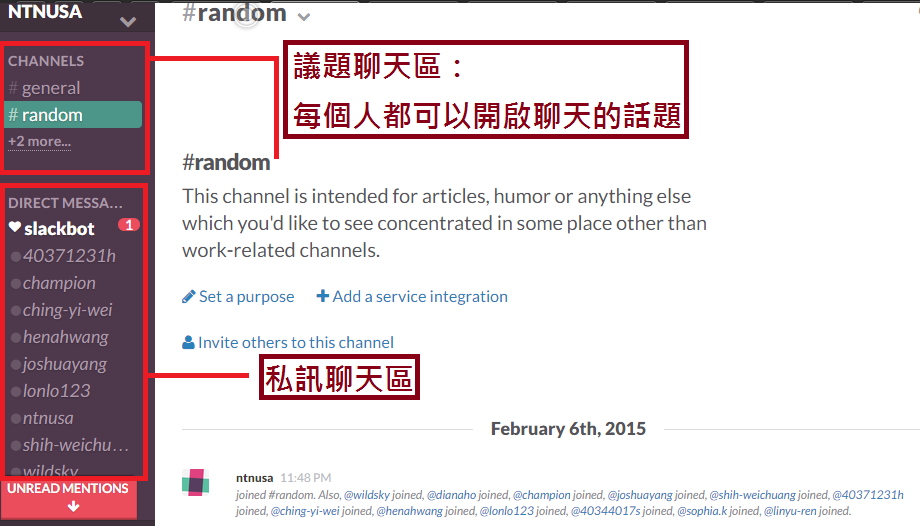 NTNUSA
CHANNELS
# general
# random
+2 more...
DIRECT MESSA...
slackbot 1
40371231h
champion
ching-yi-wei
henahwang
joshuayang
lonlo123
ntnusa
shih-weichu...
wildsky
UNREAD MENTIONS
#random
議題聊天區：
每個人都可以開啟聊天的話題
#random
This channel is intended for articles, humor or anything else
which you'd like to see concentrated in some place other than
work-related channels.
Set a purpose + Add a service integration
Invite others to this channel
私訊聊天區
February 6th, 2015
ntnusa 11:48 PM
joined #random. Also, @wildsky joined, @dianaho joined, @champion joined, @joshuayang joined, @shih-weichuang joined, @40371231h
joined, @ching-yi-wei joined, @henahwang joined, @lonlo123 joined, @40344017s joined, @sophia.k joined, @linyu-ren joined.